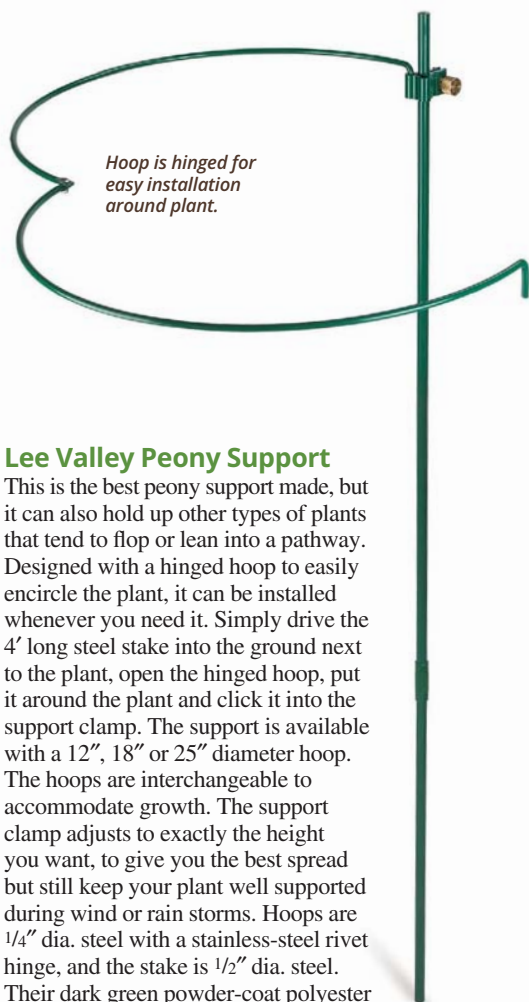 Hoop is hinged for
easy installation
around plant.
Lee Valley Peony Support
This is the best peony support made, but
it can also hold up other types of plants
that tend to flop or lean into a pathway.
Designed with a hinged hoop to easily
encircle the plant, it can be installed
whenever you need it. Simply drive the
4′ long steel stake into the ground next
to the plant, open the hinged hoop, put
it around the plant and click it into the
support clamp. The support is available
with a 12″, 18″ or 25″ diameter hoop.
The hoops are interchangeable to
accommodate growth. The support
clamp adjusts to exactly the height
you want, to give you the best spread
but still keep your plant well supported
during wind or rain storms. Hoops are
1/4″ dia. steel with a stainless-steel rivet
hinge, and the stake is 1/2″ dia. steel.
Their dark green powder-coat polyester